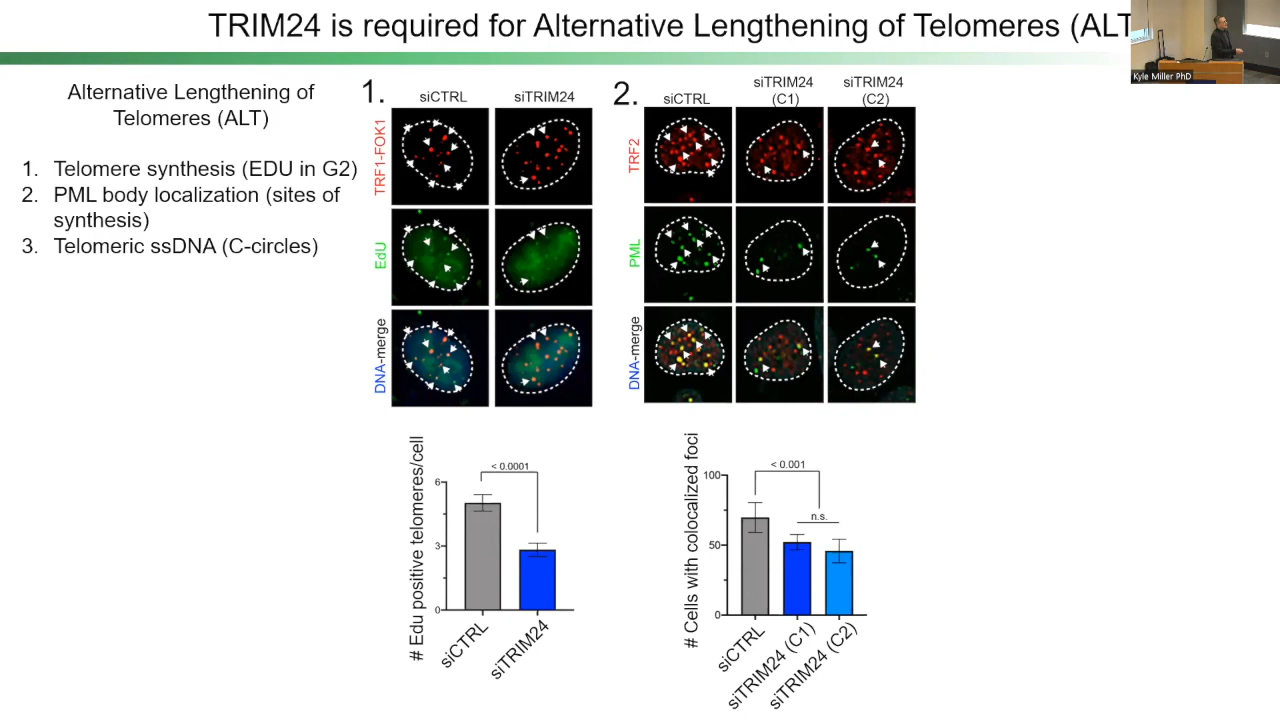 TRIM24 is required for Alternative Lengthening of Telomeres (ALT
Kyle Miller PhD
Alternative Lengthening of
Telomeres (ALT)
1. Telomere synthesis (EDU in G2)
2. PML body localization (sites of
synthesis)
3. Telomeric ssDNA (C-circles)
1.
siCTRL
siTRIM24
TRF1-FOK1
EdU
DNA-merge
# Edu positive telomeres/cell
< 0.0001
6
3
0
siCTRL
siTRIM24
2.
siCTRL
siTRIM24
(C1)
siTRIM24
(C2)
TRF2
PML
DNA-merge
# Cells with colocalized foci
< 0.001
n.s.
100
50
0
siCTRL
siTRIM24 (C1)
siTRIM24 (C2)